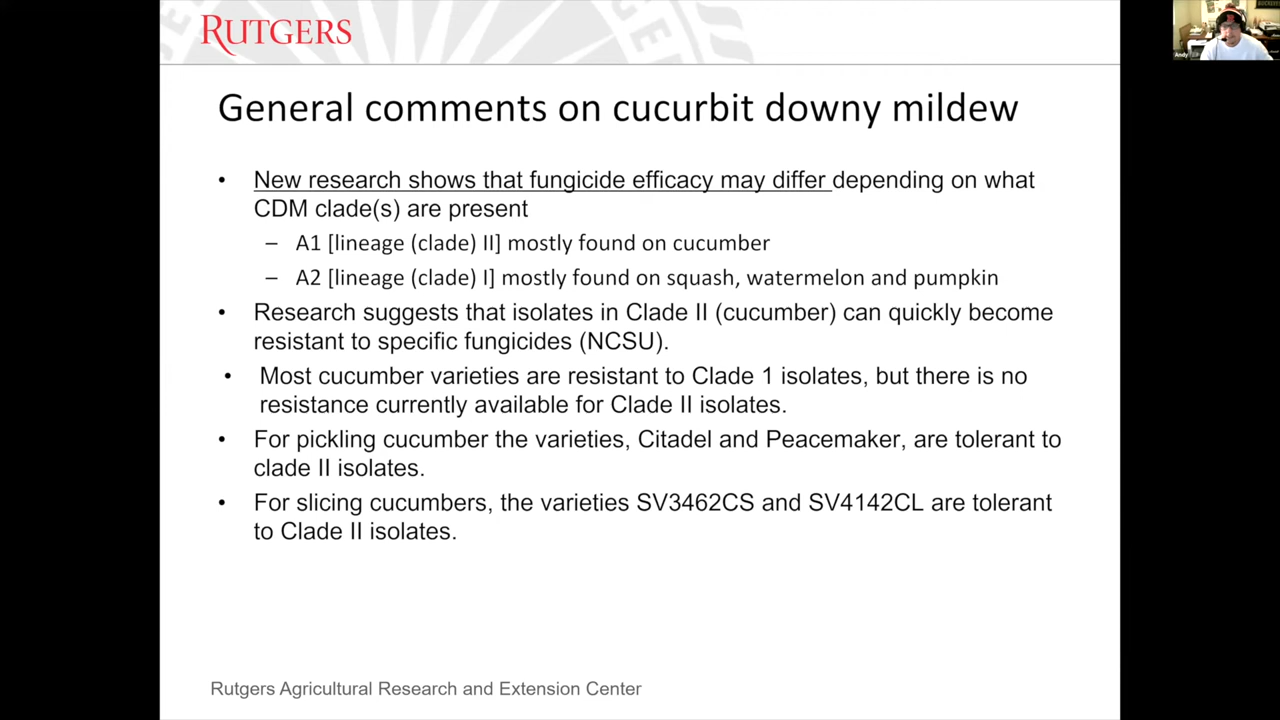 RUTGERS
Andy
General comments on cucurbit downy mildew
• New research shows that fungicide efficacy may differ depending on what
CDM clade(s) are present
– A1 [lineage (clade) II] mostly found on cucumber
– A2 [lineage (clade) I] mostly found on squash, watermelon and pumpkin
• Research suggests that isolates in Clade II (cucumber) can quickly become
resistant to specific fungicides (NCSU).
• Most cucumber varieties are resistant to Clade 1 isolates, but there is no
resistance currently available for Clade II isolates.
• For pickling cucumber the varieties, Citadel and Peacemaker, are tolerant to
clade II isolates.
• For slicing cucumbers, the varieties SV3462CS and SV4142CL are tolerant
to Clade II isolates.
Rutgers Agricultural Research and Extension Center